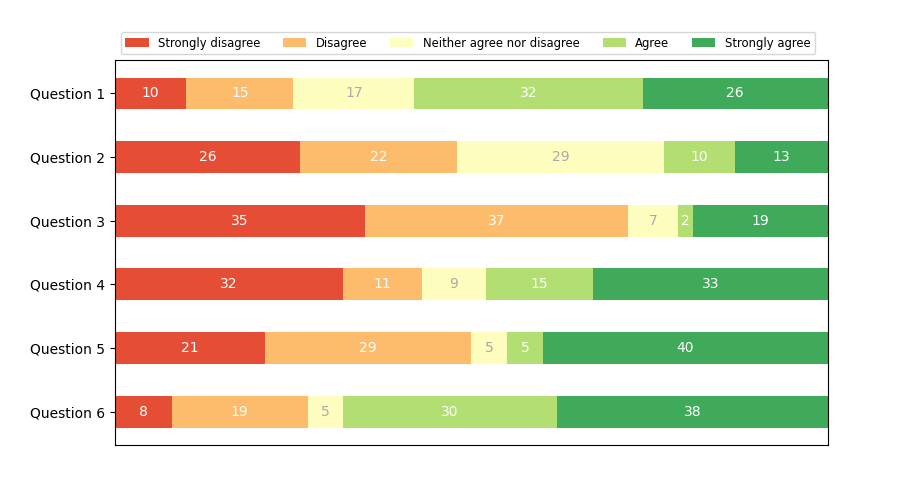 Strongly disagree Disagree Neither agree nor disagree Agree Strongly agree
Question 1 10 15 17 32 26
Question 2 26 22 29 10 13
Question 3 35 37 7 2 19
Question 4 32 11 9 15 33
Question 5 21 29 5 5 40
Question 6 8 19 5 30 38